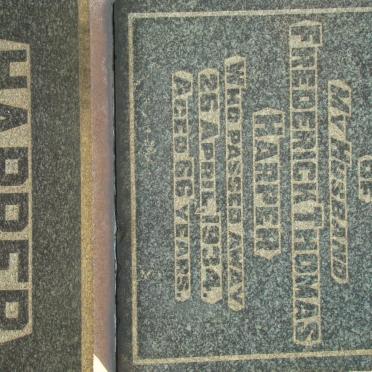 OF
MY HUSBAND
FREDERICK THOMAS
HARPER
WHO PASSED AWAY
26 APRIL 1934.
AGED 66 YEARS
HARPER